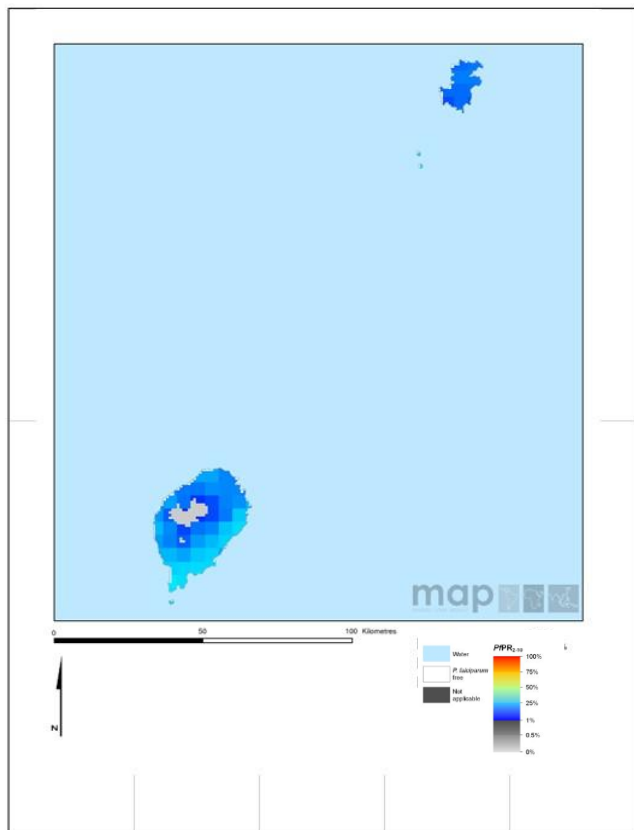 map
0 50 100 Kilometres
Water
P. falciparum
free
Not
applicable
PfPR2-10
100%
75%
50%
25%
1%
0.5%
0%
N